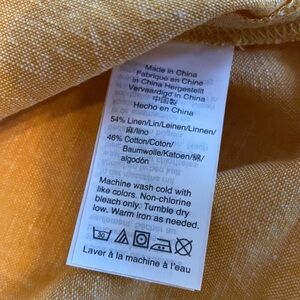 Made in China
Fabriqué en Chine
In China Hergestellt
Vervaardigd in China
中国製
Hecho en China
54% Linen/Lin/Leinen/Linnen/
麻/lino
46% Cotton/Coton/
Baumwolle/Katoen/綿/
algodón
Machine wash cold with
like colors. Non-chlorine
bleach only. Tumble dry
low. Warm iron as needed.
30
Laver à la machine à l'eau